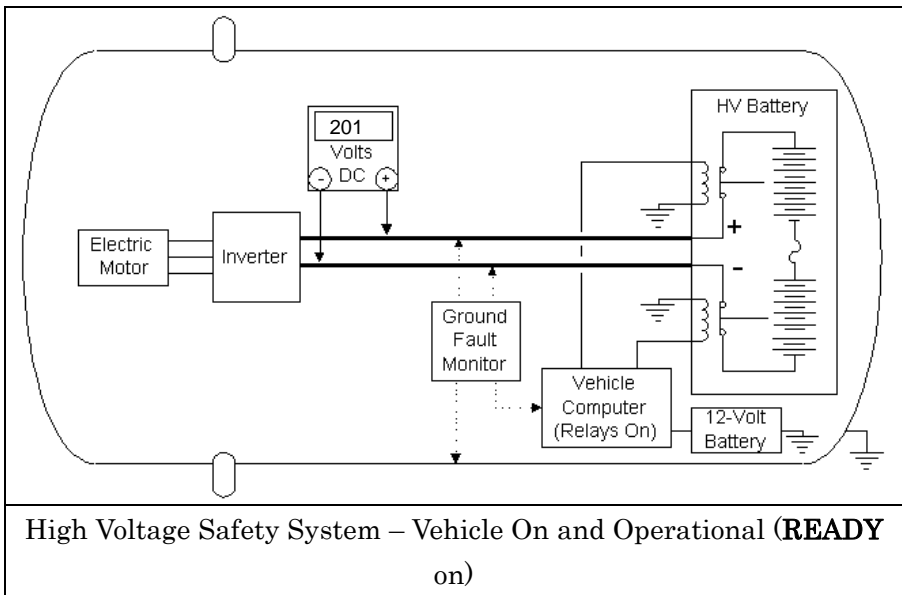 HV Battery
201
Volts
DC
-
+
+
-
Electric
Motor
Inverter
Ground
Fault
Monitor
Vehicle
Computer
(Relays On)
12-Volt
Battery
High Voltage Safety System – Vehicle On and Operational (READY
on)